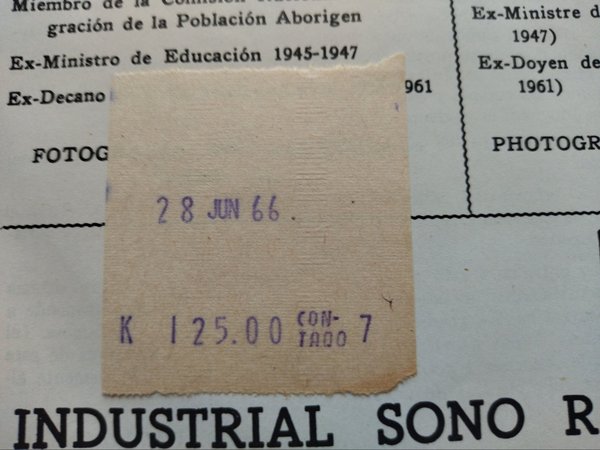 Miembro de la Comisión
gración de la Población Aborigen
Ex-Ministro de Educación 1945-1947
Ex-Decano
961
FOTOG
Ex-Ministre d
1947)
Ex-Doyen de
1961)
PHOTOGR
28 JUN 66.
K 125.00 CON-
TADO 7
INDUSTRIAL SONO R